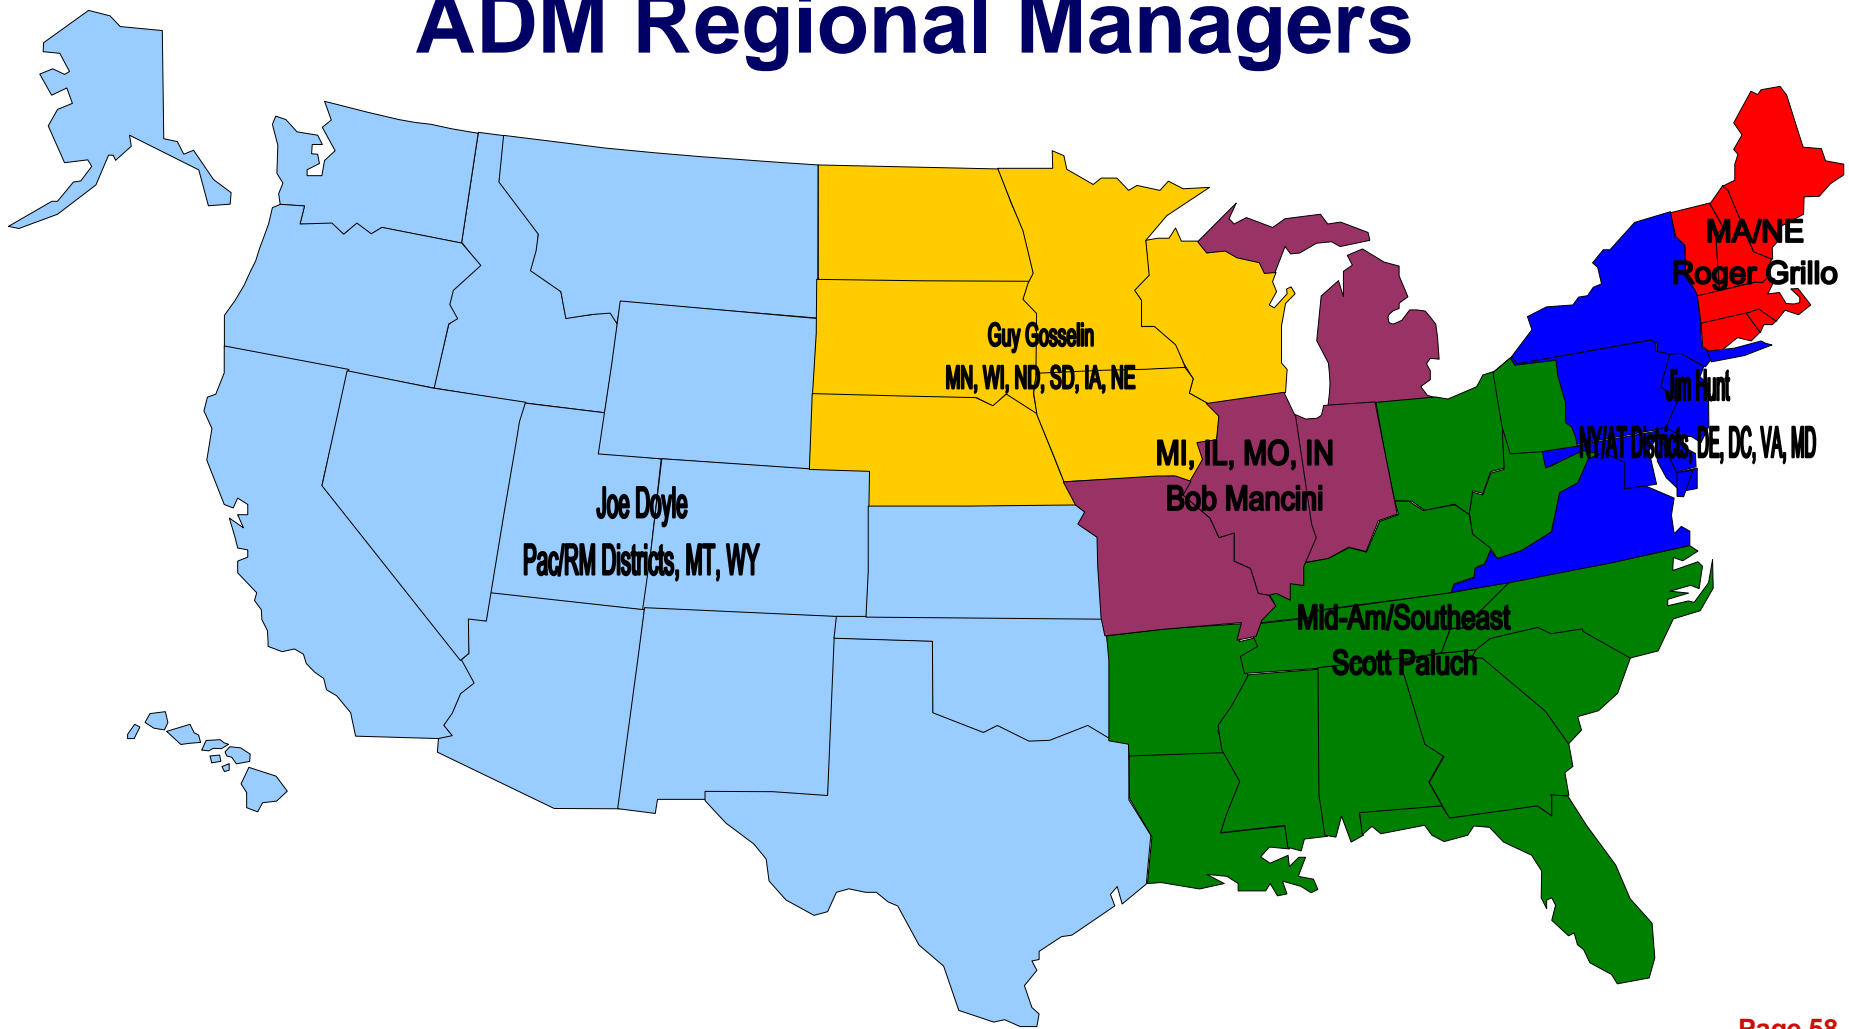 ADM Regional Managers
MA/NE
Roger Grillo
Guy Gosselin
MN, WI, ND, SD, IA, NE
Jim Hunt
NY/AT Districts, DE, DC, VA, MD
MI, IL, MO, IN
Bob Mancini
Joe Doyle
Pac/RM Districts, MT, WY
Mid-Am/Southeast
Scott Paluch
Page 58